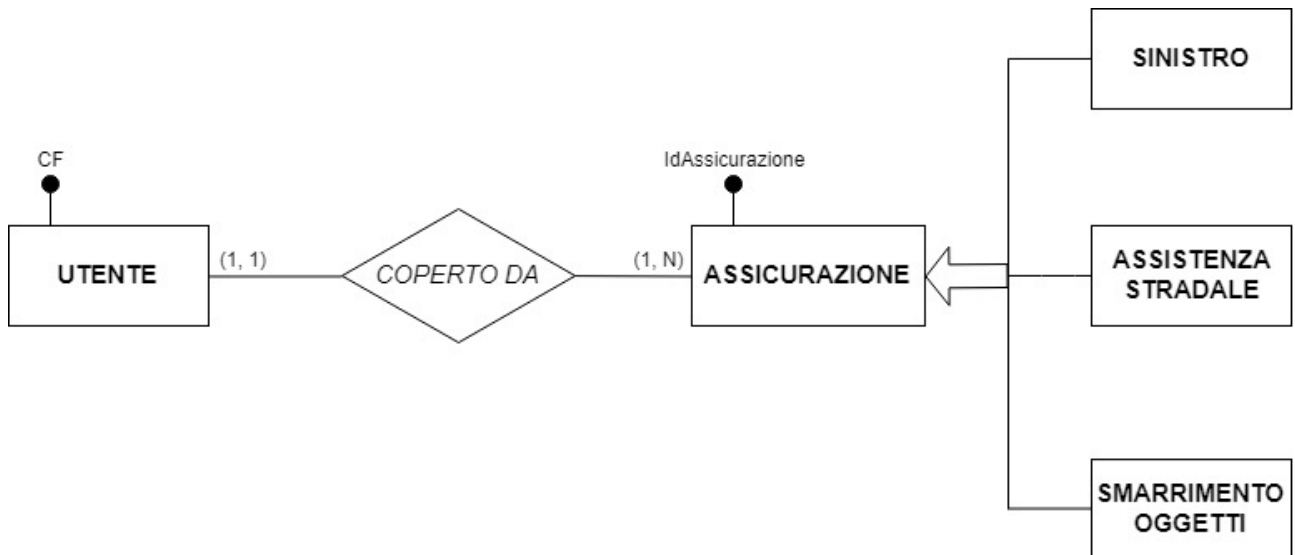 SINISTRO
CF
IdAssicurazione
UTENTE
(1, 1)
COPERTO DA
(1, N)
ASSICURAZIONE
ASSISTENZA
STRADALE
SMARRIMENTO
OGGETTI